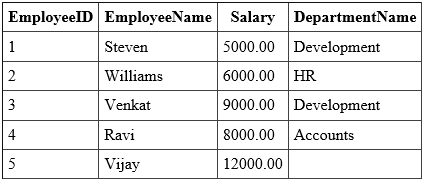 EmployeeID EmployeeName Salary DepartmentName
1 Steven 5000.00 Development
2 Williams 6000.00 HR
3 Venkat 9000.00 Development
4 Ravi 8000.00 Accounts
5 Vijay 12000.00